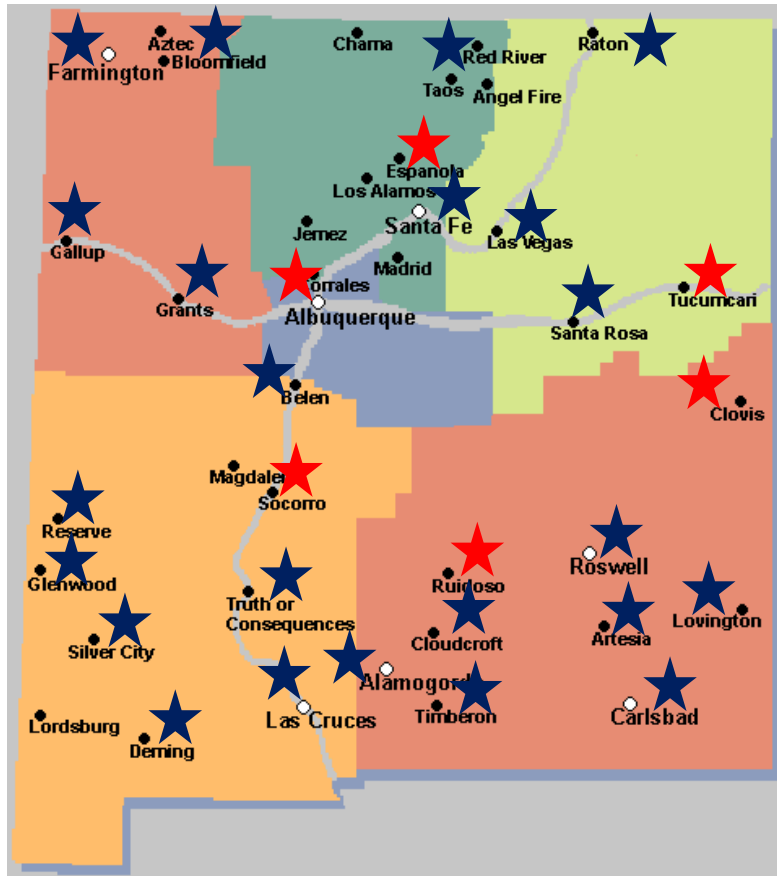 Aztec
Chama
Raton
Red River
Farmington
Bloomfield
Taos
Angel Fire
Espanola
Los Alamos
Santa Fe
Jemez
Las Vegas
Gallup
Madrid
Corrales
Tucumcari
Grants
Albuquerque
Santa Rosa
Belen
Clovis
Magdalen
Socorro
Reserve
Roswell
Glenwood
Ruidoso
Truth or
Consequences
Lovington
Cloudcroft
Artesia
Silver City
Alamogord
Lordsburg
Las Cruces
Timberon
Carlsbad
Deming